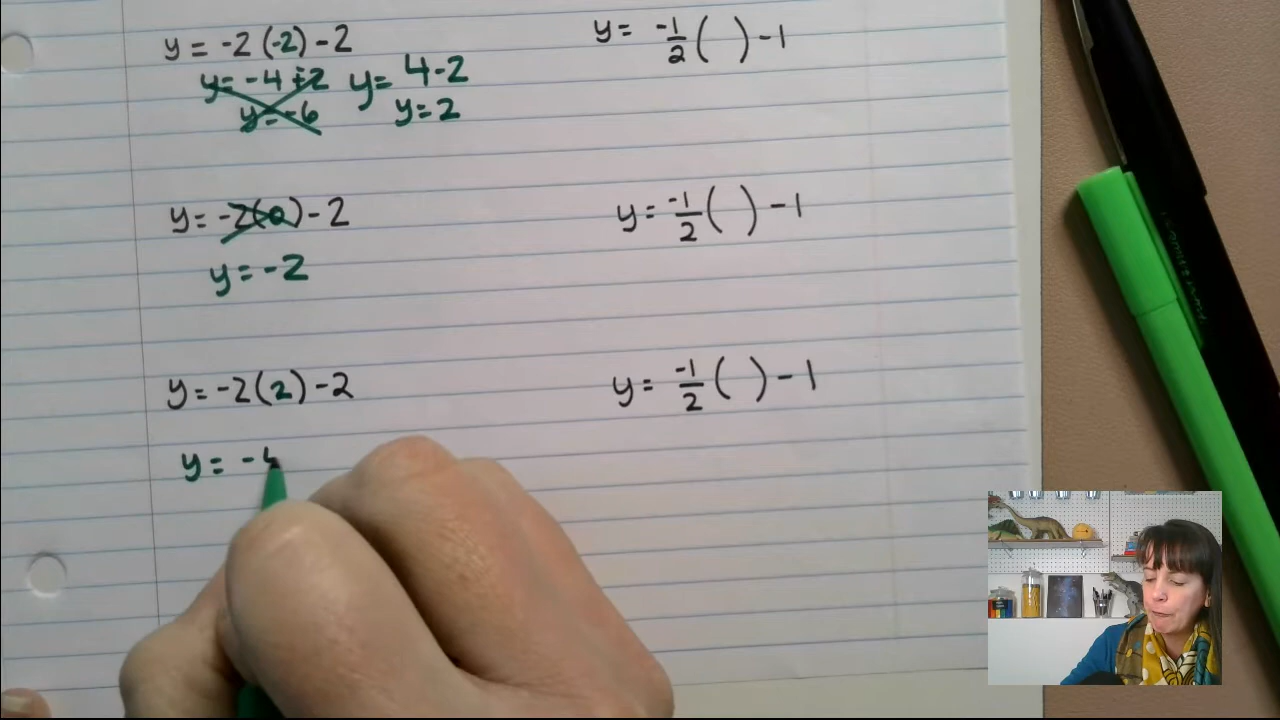 y = -2 (-2) - 2
y = -4 + 2 y = 4 - 2
y = -6 y = 2
y = -2(0) - 2
y = -2
y = -2(2) - 2
y = -4
y = -1/2 ( ) - 1
y = -1/2 ( ) - 1
y = -1/2 ( ) - 1